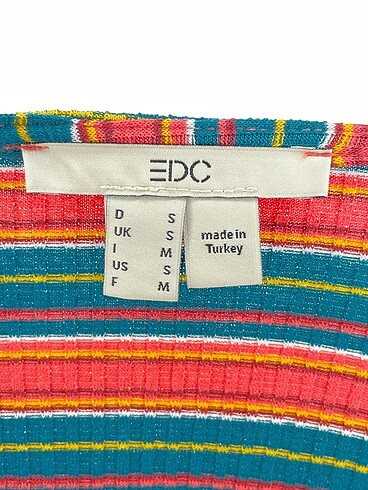 EDC
D S
UK S
I M
US S
F M
made in
Turkey